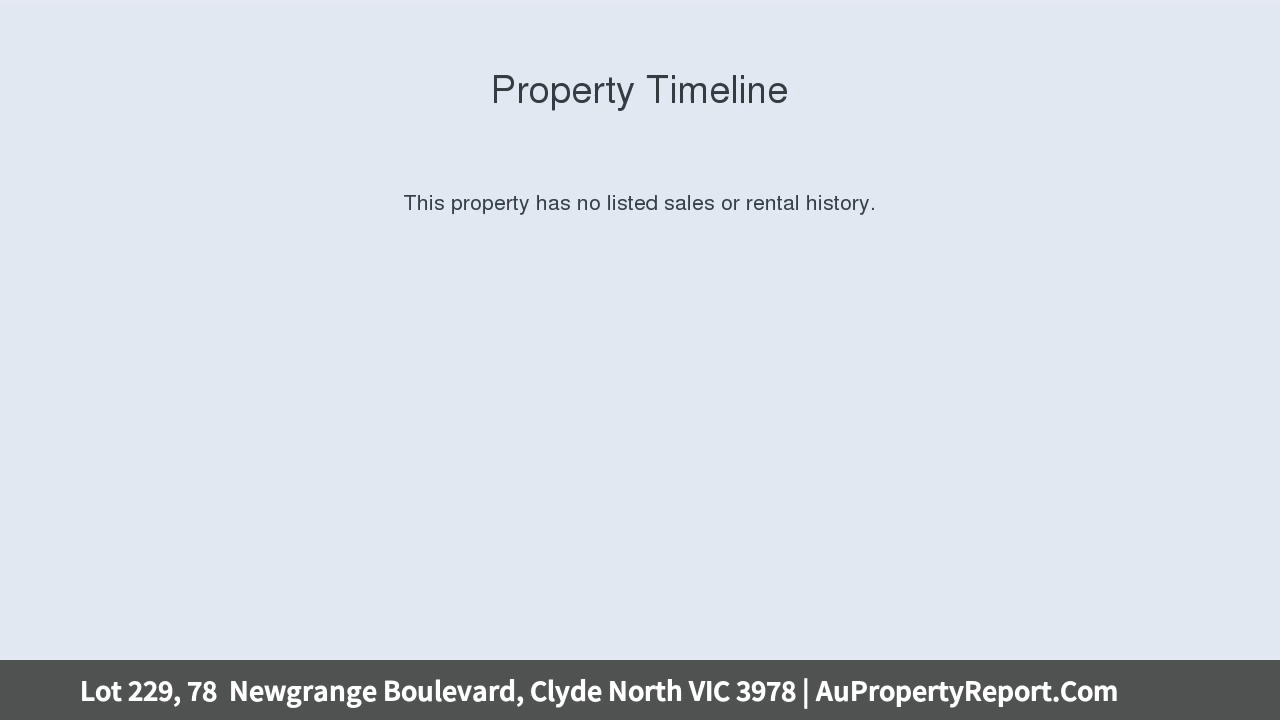 Property Timeline
This property has no listed sales or rental history.
Lot 229, 78  Newgrange Boulevard, Clyde North VIC 3978 | AuPropertyReport.Com